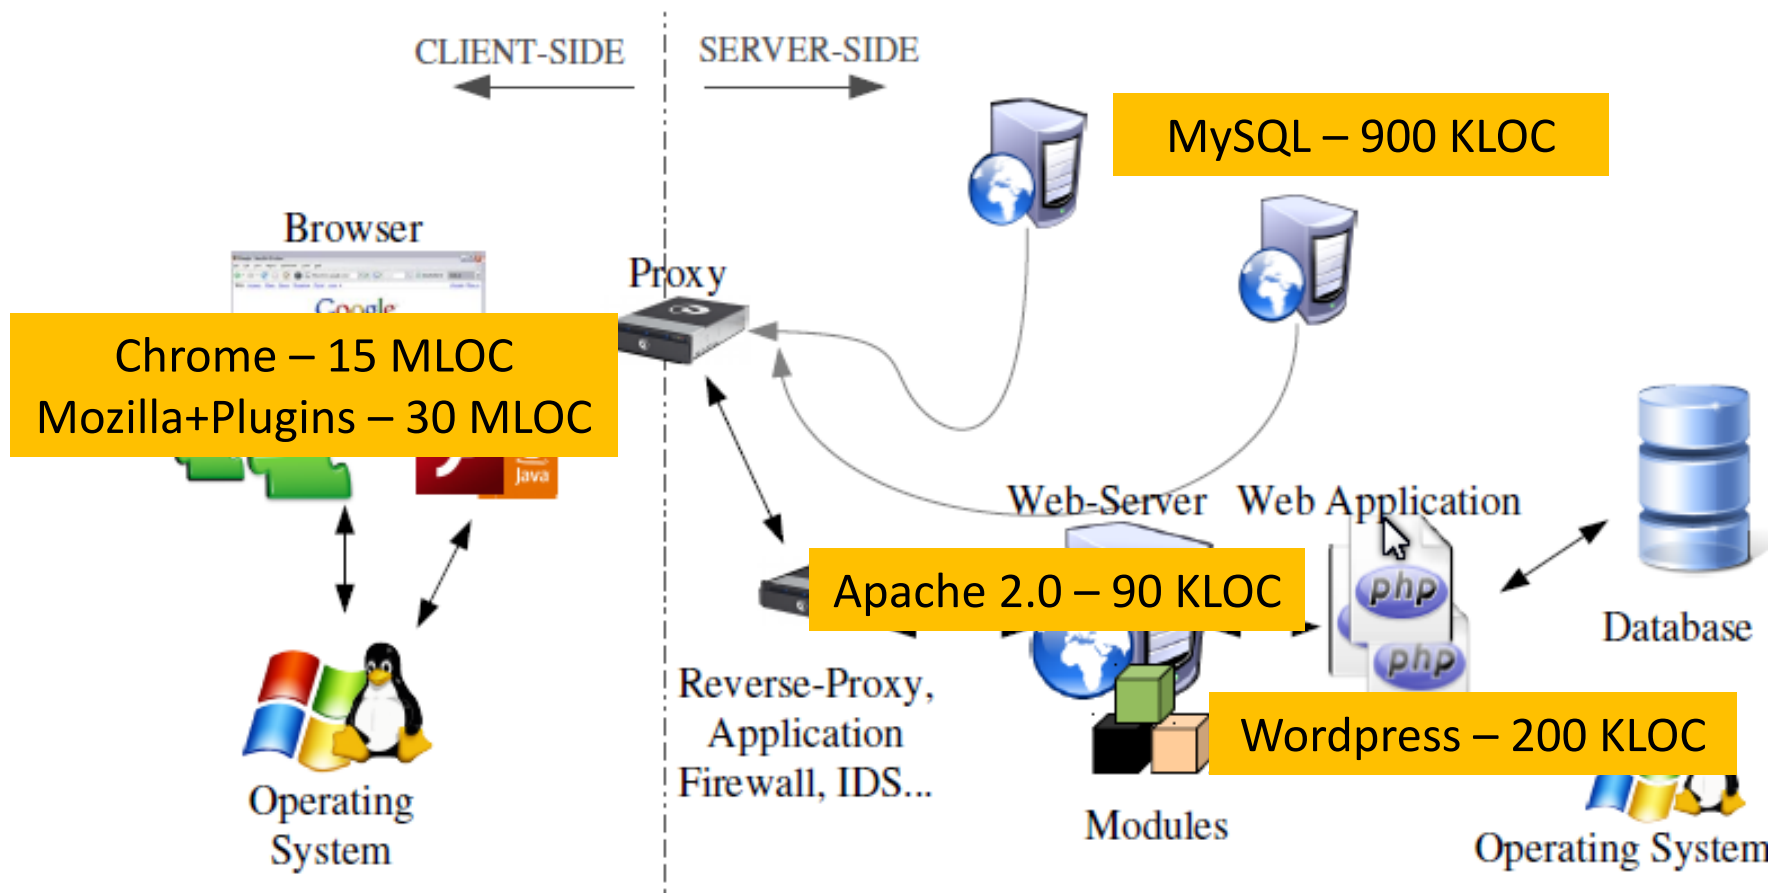 CLIENT-SIDE
SERVER-SIDE
MySQL – 900 KLOC
Browser
Google
Proxy
Chrome – 15 MLOC
Mozilla+Plugins – 30 MLOC
Java
Web-Server
Web Application
php
Apache 2.0 – 90 KLOC
Database
php
Reverse-Proxy,
Application
Firewall, IDS...
Wordpress – 200 KLOC
Operating
System
Modules
Operating System